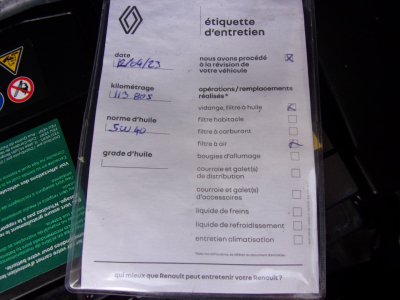 étiquette
d'entretien
date
12/04/23
nous avons procédé
à la révision de
votre véhicule
kilométrage
113 805
opérations/remplacements
réalisés*
norme d'huile
5W40
vidange, filtre à huile
filtre habitacle
filtre à carburant
filtre à air
grade d'huile
bougies d'allumage
courroie et galet(s)
de distribution
courroie et galet(s)
d'accessoires
liquide de freins
liquide de refroidissement
entretien climatisation
qui mieux que Renault peut entretenir votre Renault ?